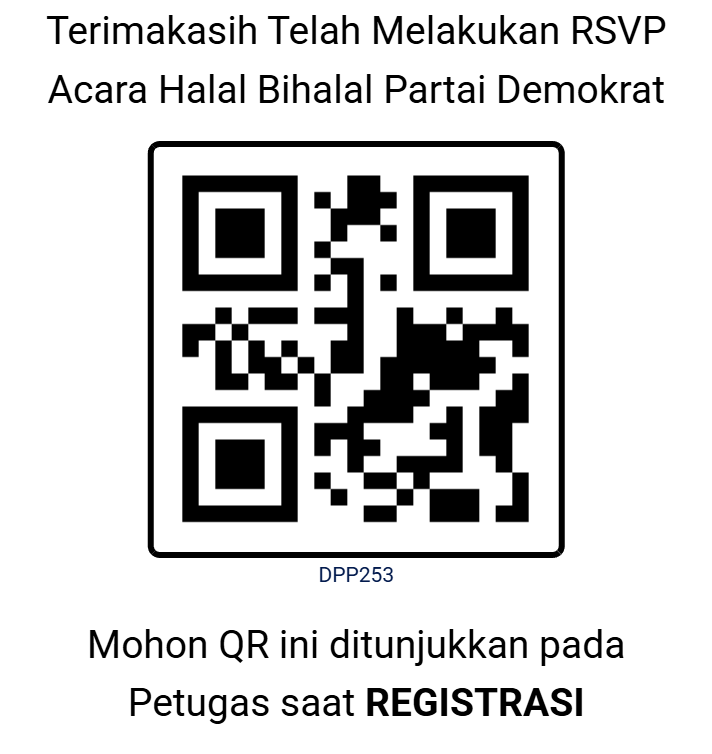 Terimakasih Telah Melakukan RSVP
Acara Halal Bihalal Partai Demokrat
DPP253
Mohon QR ini ditunjukkan pada
Petugas saat REGISTRASI